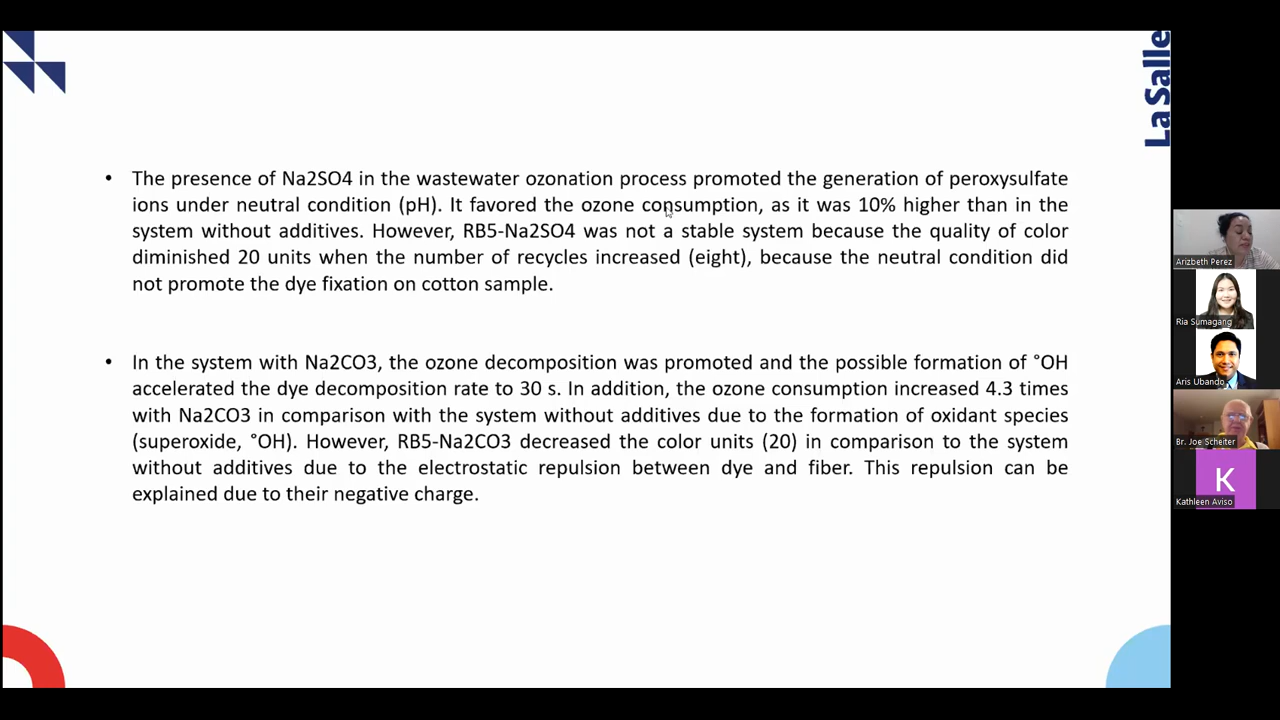 La Salle
• The presence of Na2SO4 in the wastewater ozonation process promoted the generation of peroxysulfate
ions under neutral condition (pH). It favored the ozone consumption, as it was 10% higher than in the
system without additives. However, RB5-Na2SO4 was not a stable system because the quality of color
diminished 20 units when the number of recycles increased (eight), because the neutral condition did
not promote the dye fixation on cotton sample.
• In the system with Na2CO3, the ozone decomposition was promoted and the possible formation of °OH
accelerated the dye decomposition rate to 30 s. In addition, the ozone consumption increased 4.3 times
with Na2CO3 in comparison with the system without additives due to the formation of oxidant species
(superoxide, °OH). However, RB5-Na2CO3 decreased the color units (20) in comparison to the system
without additives due to the electrostatic repulsion between dye and fiber. This repulsion can be
explained due to their negative charge.
Arizbeth Perez
Ria Sumagang
Aris Ubando
Br. Joe Scheiter
K
Kathleen Aviso